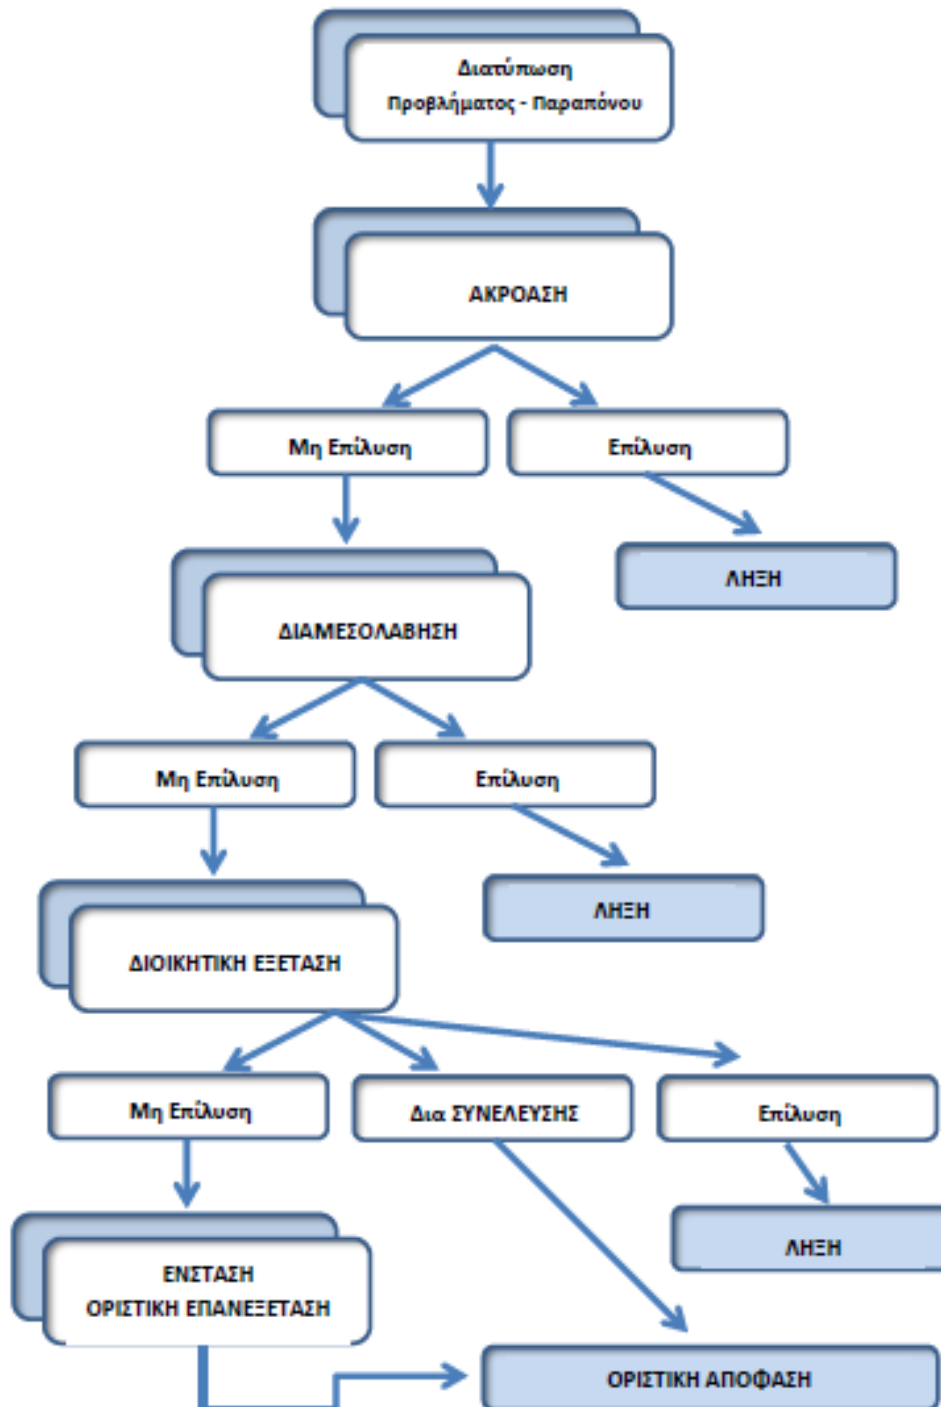 Διατύπωση
Προβλήματος - Παραπόνου
ΑΚΡΟΑΣΗ
Μη Επίλυση
Επίλυση
ΛΗΞΗ
ΔΙΑΜΕΣΟΛΑΒΗΣΗ
Μη Επίλυση
Επίλυση
ΛΗΞΗ
ΔΙΟΙΚΗΤΙΚΗ ΕΞΕΤΑΣΗ
Μη Επίλυση
Δια ΣΥΝΕΛΕΥΣΗΣ
Επίλυση
ΛΗΞΗ
ΕΝΣΤΑΣΗ
ΟΡΙΣΤΙΚΗ ΕΠΑΝΕΞΕΤΑΣΗ
ΟΡΙΣΤΙΚΗ ΑΠΟΦΑΣΗ